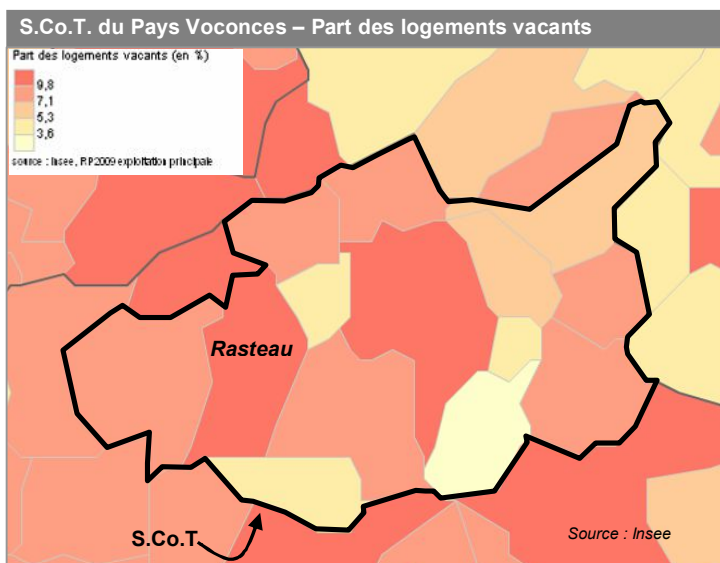 S.Co.T. du Pays Voconces – Part des logements vacants
Part des logements vacants (en %)
9,8
7,1
5,3
3,6
source : Insee, RP2009 exploitation principale
Rasteau
S.Co.T
Source : Insee